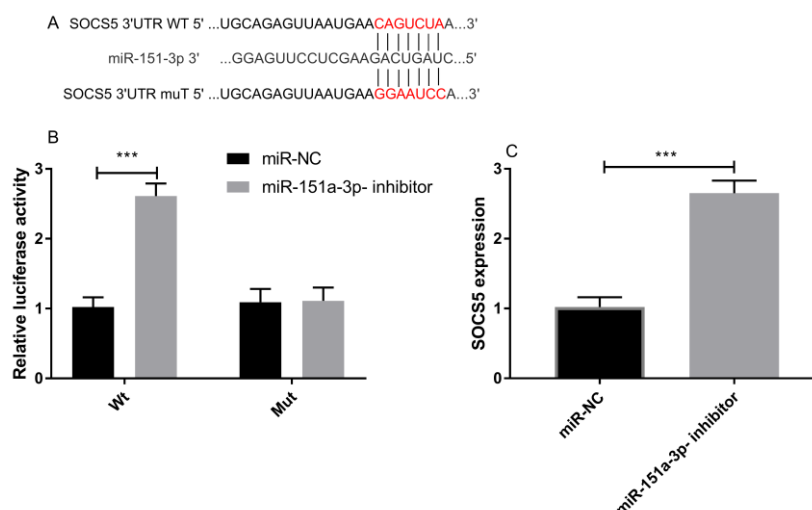 A
SOCS5 3'UTR WT 5' ...UGCAGAGUUAAUGAACAGUCUAA...3'
miR-151-3p 3' ...GGAGUUCCUCGAAGACUGAUC...5'
SOCS5 3'UTR muT 5' ...UGCAGAGUUAAUGAAGGAAUCCA...3'
B
***
miR-NC
miR-151a-3p- inhibitor
Relative luciferase activity
3
2
1
0
Wt
Mut
C
***
SOCS5 expression
3
2
1
0
miR-NC
miR-151a-3p- inhibitor